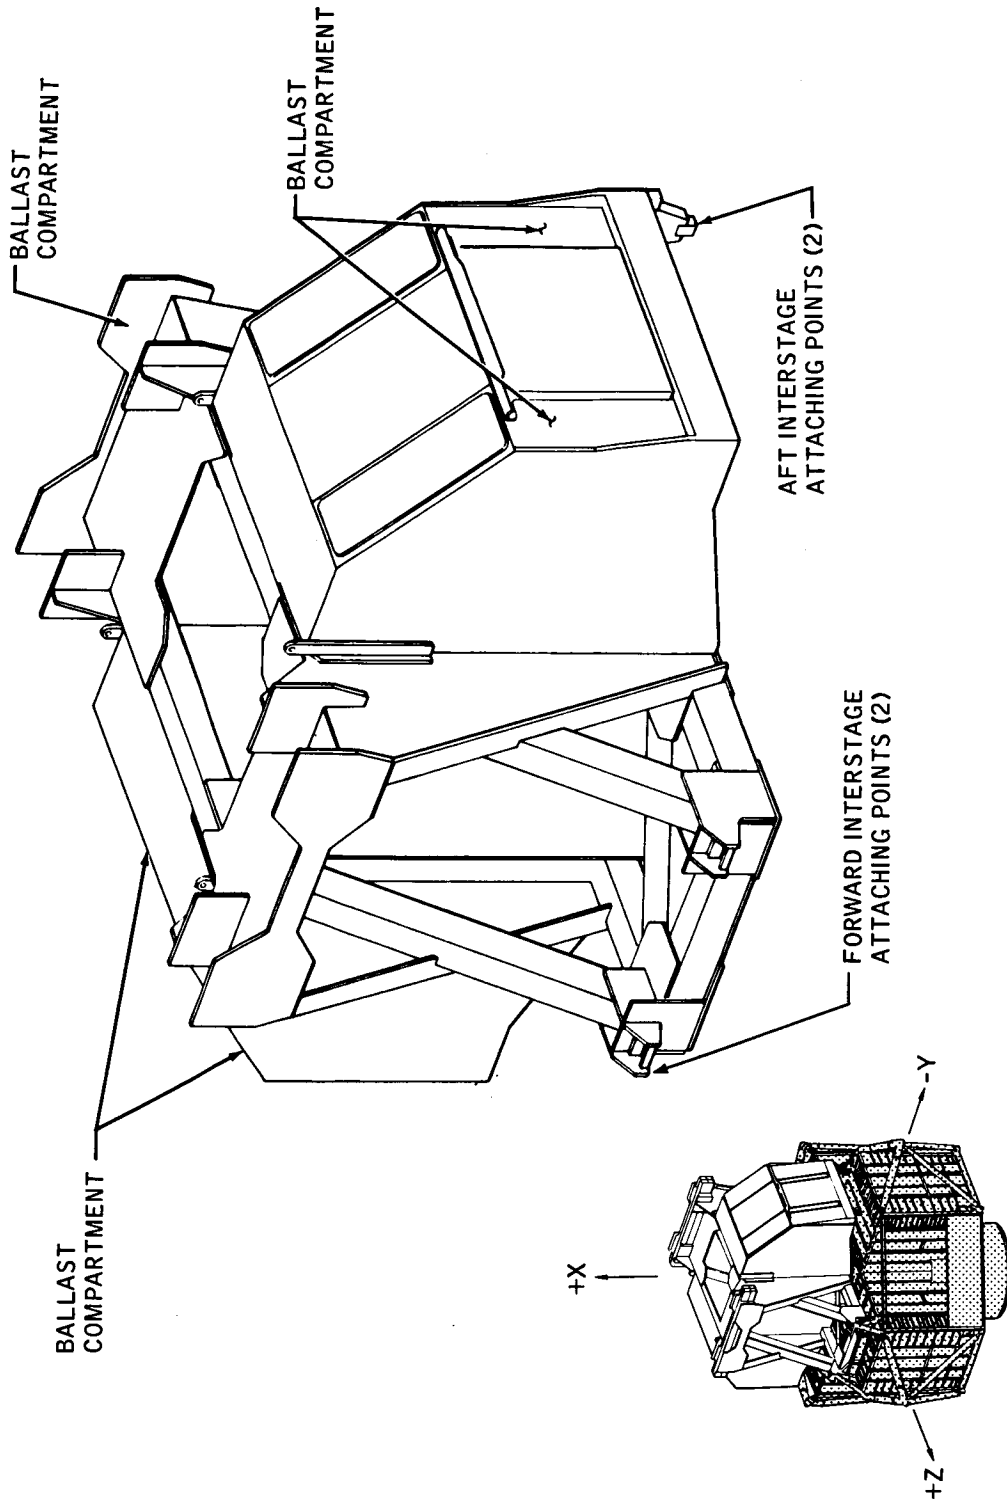 BALLAST
COMPARTMENT
BALLAST
COMPARTMENT
BALLAST
COMPARTMENT
AFT INTERSTAGE
ATTACHING POINTS (2)
FORWARD INTERSTAGE
ATTACHING POINTS (2)
+X
-Y
+Z